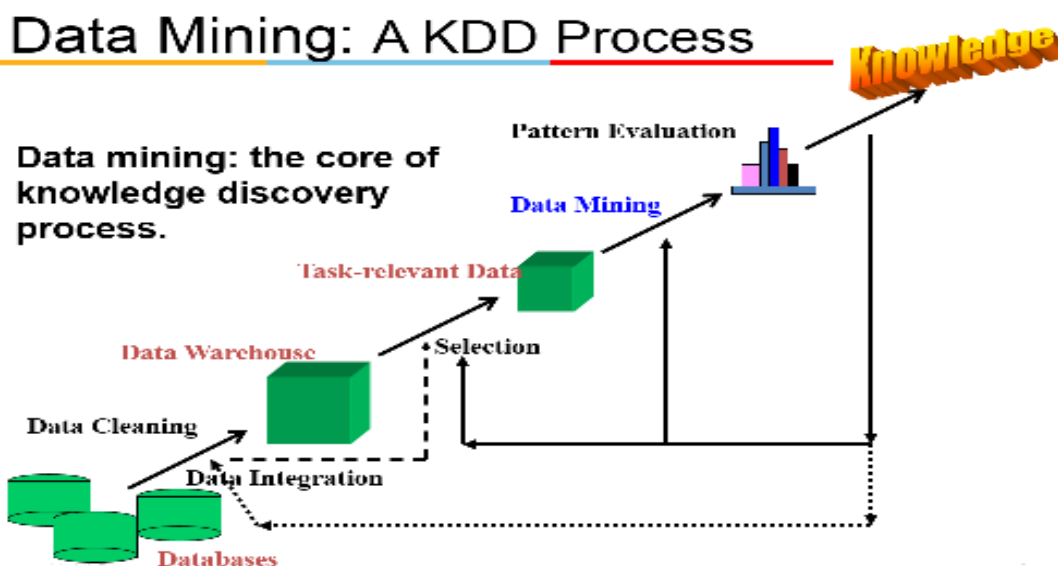 Data Mining: A KDD Process
Knowledge
Pattern Evaluation
Data mining: the core of
knowledge discovery
process.
Data Mining
Task-relevant Data
Data Warehouse
Selection
Data Cleaning
Data Integration
Databases